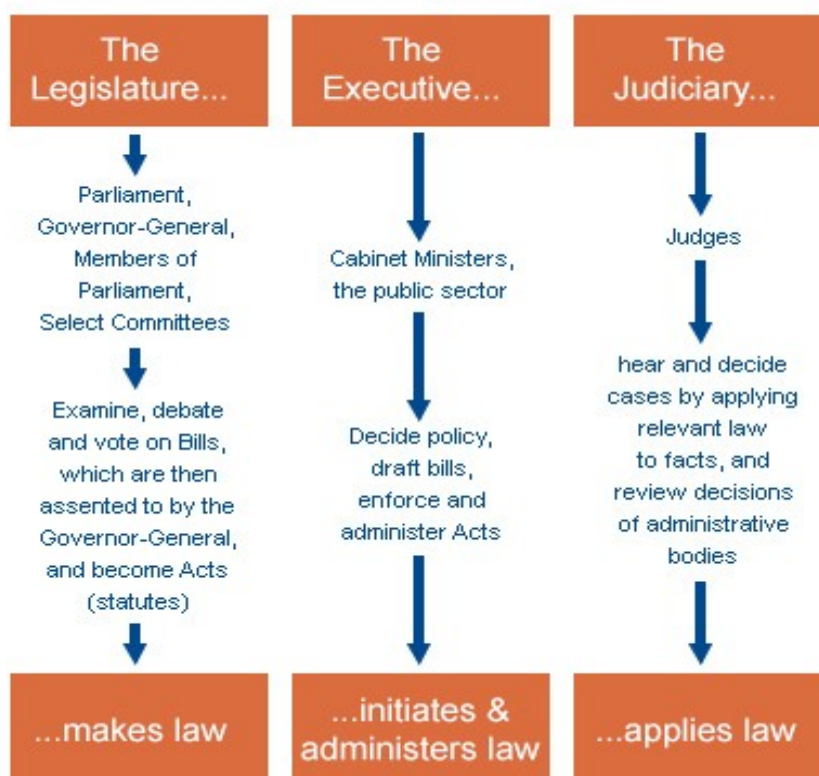 The
Legislature...
Parliament,
Governor-General,
Members of
Parliament,
Select Committees
Examine, debate
and vote on Bills,
which are then
assented to by the
Governor-General,
and become Acts
(statutes)
...makes law
The
Executive...
Cabinet Ministers,
the public sector
Decide policy,
draft bills,
enforce and
administer Acts
...initiates &
administers law
The
Judiciary...
Judges
hear and decide
cases by applying
relevant law
to facts, and
review decisions
of administrative
bodies
...applies law